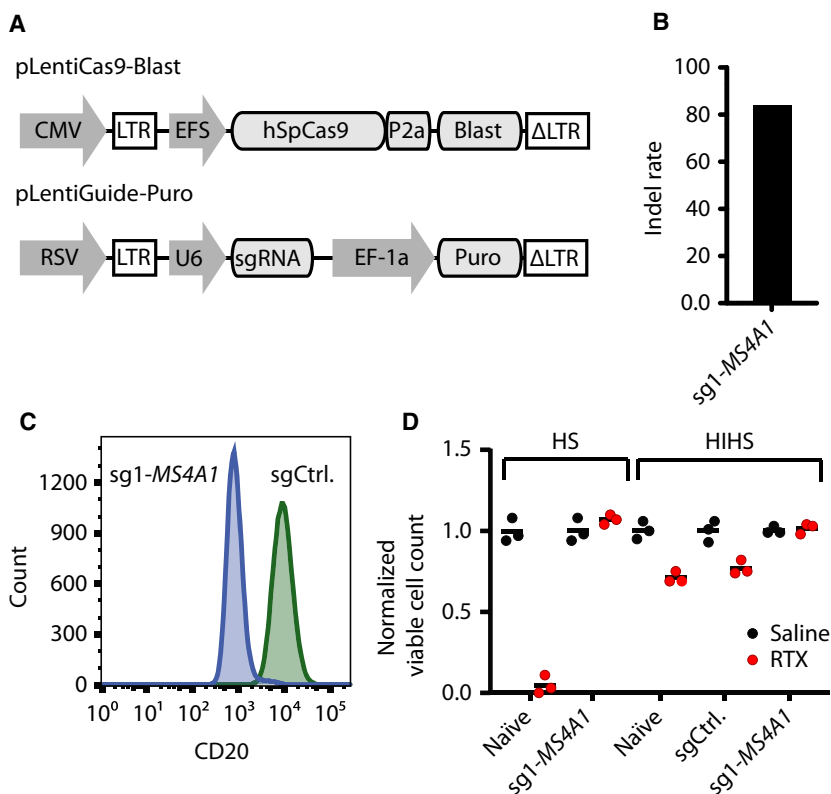 A
pLentiCas9-Blast
CMV LTR EFS hSpCas9 P2a Blast ΔLTR
pLentiGuide-Puro
RSV LTR U6 sgRNA EF-1a Puro ΔLTR
B
Indel rate
100
80
60
40
20
0.0
sg1-MS4A1
C
sg1-MS4A1 sgCtrl.
Count
1200
900
600
300
0
10⁰ 10¹ 10² 10³ 10⁴ 10⁵
CD20
D
HS HIHS
Normalized
viable cell count
1.5
1.0
0.5
0.0
Saline
RTX
Naïve sg1-MS4A1 Naïve sgCtrl. sg1-MS4A1